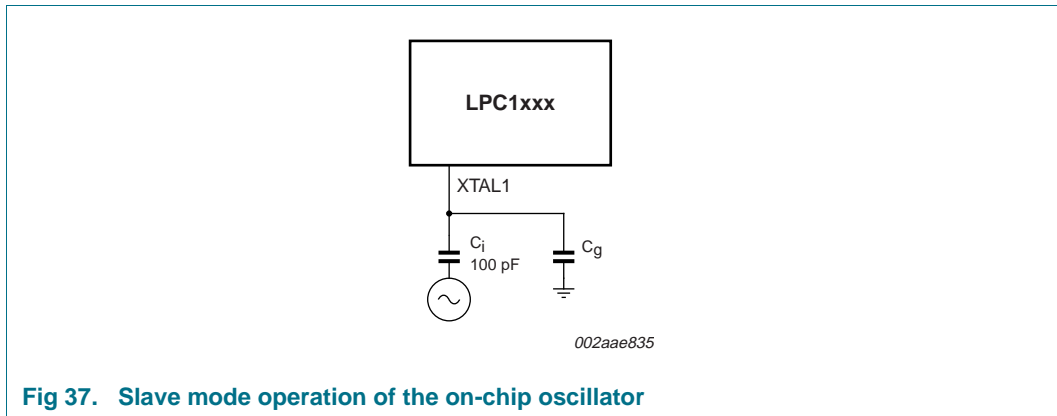 LPC1xxx
XTAL1
Ci
100 pF
Cg
002aae835
Fig 37. Slave mode operation of the on-chip oscillator